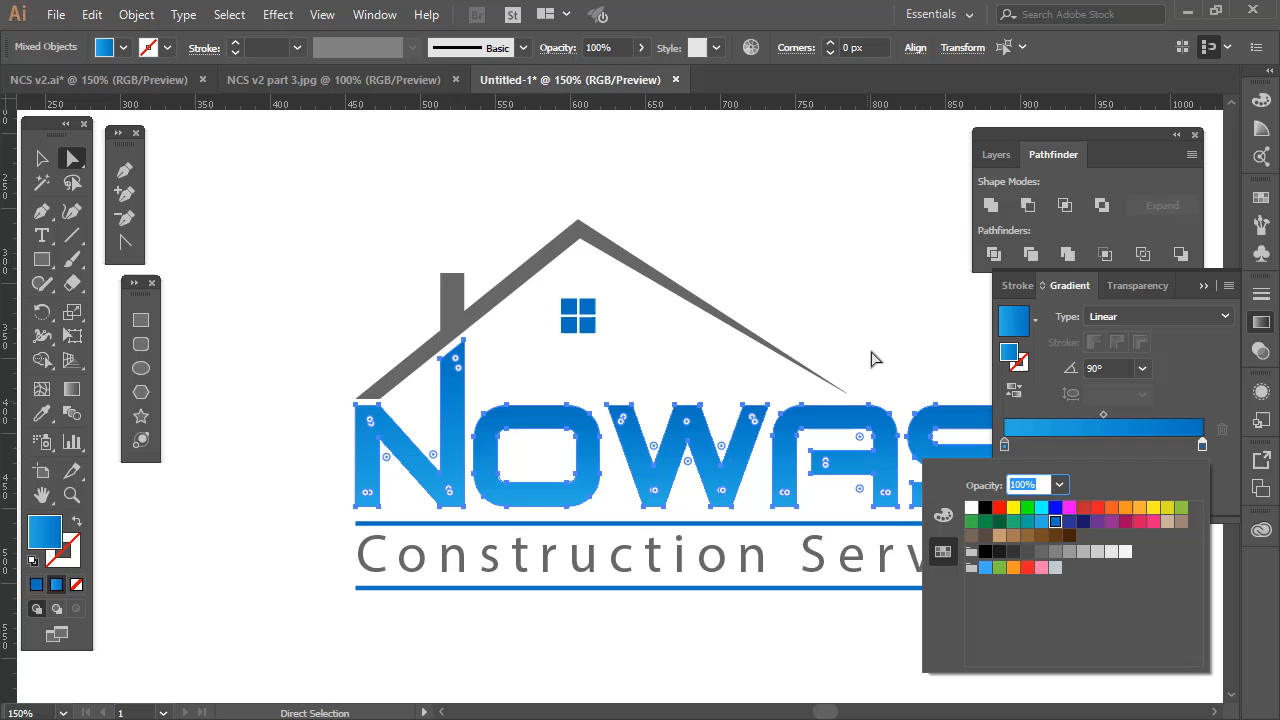 Ai File Edit Object Type Select Effect View Window Help Br St Essentials Search Adobe Stock
Mixed Objects Stroke: Basic Opacity: 100% Style: Corners: 0 px Align Transform
NCS v2.ai* @ 150% (RGB/Preview) × NCS v2 part 3.jpg @ 100% (RGB/Preview) × Untitled-1* @ 150% (RGB/Preview) ×
250 300 350 400 450 500 550 600 650 700 750 800 850 900 950 1000
Layers Pathfinder
Shape Modes:
Expand
Pathfinders:
Stroke Gradient Transparency
Type: Linear
Stroke:
90°
NOWAS
Opacity: 100%
Construction Serv
150% 1 Direct Selection